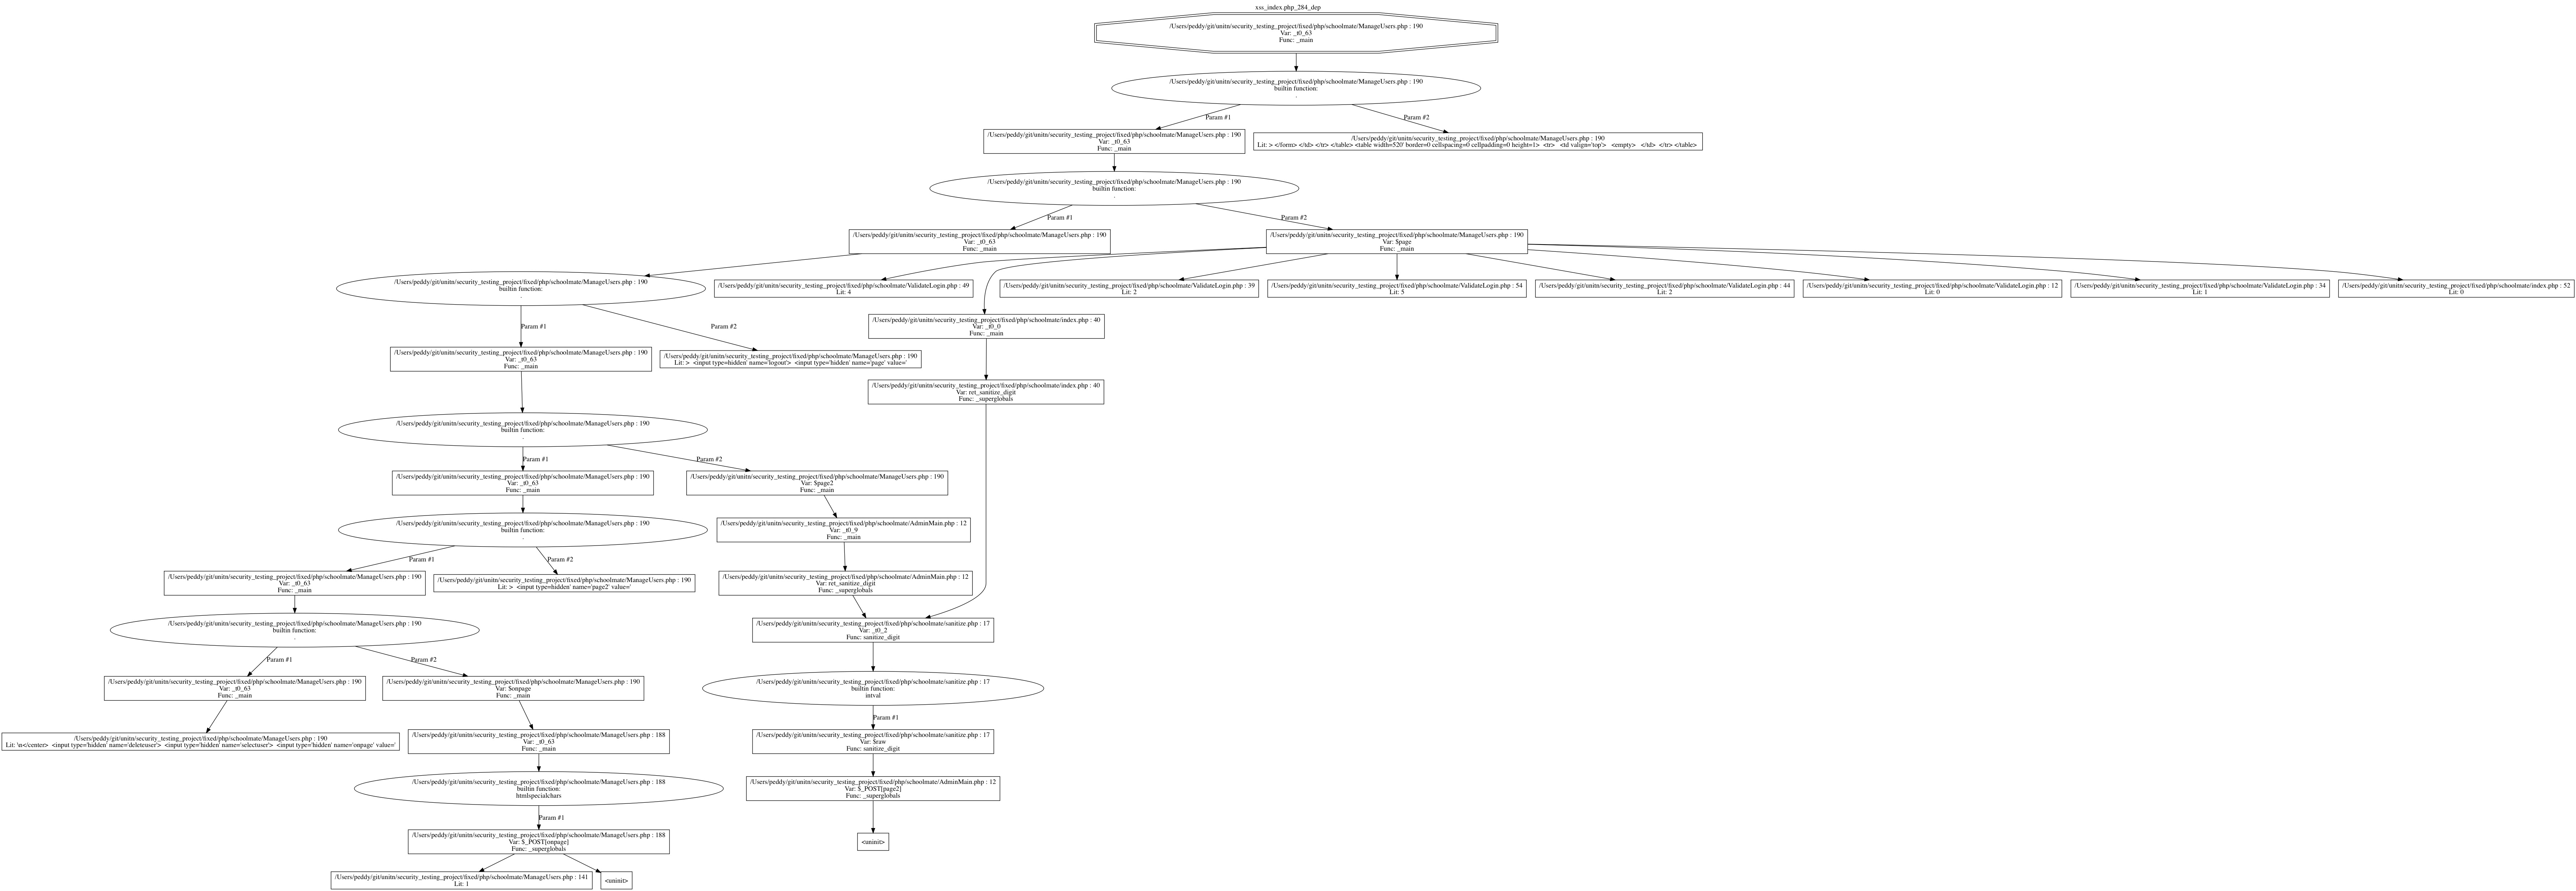 xss_index.php_284_dep
/Users/peddy/git/unitn/security_testing_project/fixed/php/schoolmate/ManageUsers.php : 190
Var: _t0_63
Func: _main
/Users/peddy/git/unitn/security_testing_project/fixed/php/schoolmate/ManageUsers.php : 190
builtin function:
.
Param #1
Param #2
/Users/peddy/git/unitn/security_testing_project/fixed/php/schoolmate/ManageUsers.php : 190
Var: _t0_63
Func: _main
/Users/peddy/git/unitn/security_testing_project/fixed/php/schoolmate/ManageUsers.php : 190
Lit: > </form> </td> </tr> </table> <table width=520' border=0 cellspacing=0 cellpadding=0 height=1> <tr> <td valign='top'> <empty> </td> </tr> </table>
/Users/peddy/git/unitn/security_testing_project/fixed/php/schoolmate/ManageUsers.php : 190
builtin function:
.
Param #1
Param #2
/Users/peddy/git/unitn/security_testing_project/fixed/php/schoolmate/ManageUsers.php : 190
Var: _t0_63
Func: _main
/Users/peddy/git/unitn/security_testing_project/fixed/php/schoolmate/ManageUsers.php : 190
Var: $page
Func: _main
/Users/peddy/git/unitn/security_testing_project/fixed/php/schoolmate/ManageUsers.php : 190
builtin function:
.
/Users/peddy/git/unitn/security_testing_project/fixed/php/schoolmate/ValidateLogin.php : 49
Lit: 4
/Users/peddy/git/unitn/security_testing_project/fixed/php/schoolmate/ValidateLogin.php : 39
Lit: 2
/Users/peddy/git/unitn/security_testing_project/fixed/php/schoolmate/ValidateLogin.php : 54
Lit: 5
/Users/peddy/git/unitn/security_testing_project/fixed/php/schoolmate/ValidateLogin.php : 44
Lit: 2
/Users/peddy/git/unitn/security_testing_project/fixed/php/schoolmate/ValidateLogin.php : 12
Lit: 0
/Users/peddy/git/unitn/security_testing_project/fixed/php/schoolmate/ValidateLogin.php : 34
Lit: 1
/Users/peddy/git/unitn/security_testing_project/fixed/php/schoolmate/index.php : 52
Lit: 0
Param #1
Param #2
/Users/peddy/git/unitn/security_testing_project/fixed/php/schoolmate/index.php : 40
Var: _t0_0
Func: _main
/Users/peddy/git/unitn/security_testing_project/fixed/php/schoolmate/ManageUsers.php : 190
Var: _t0_63
Func: _main
/Users/peddy/git/unitn/security_testing_project/fixed/php/schoolmate/ManageUsers.php : 190
Lit: > <input type=hidden' name='logout'> <input type='hidden' name='page' value='
/Users/peddy/git/unitn/security_testing_project/fixed/php/schoolmate/index.php : 40
Var: ret_sanitize_digit
Func: _superglobals
/Users/peddy/git/unitn/security_testing_project/fixed/php/schoolmate/ManageUsers.php : 190
builtin function:
.
Param #1
Param #2
/Users/peddy/git/unitn/security_testing_project/fixed/php/schoolmate/ManageUsers.php : 190
Var: _t0_63
Func: _main
/Users/peddy/git/unitn/security_testing_project/fixed/php/schoolmate/ManageUsers.php : 190
Var: $page2
Func: _main
/Users/peddy/git/unitn/security_testing_project/fixed/php/schoolmate/ManageUsers.php : 190
builtin function:
.
/Users/peddy/git/unitn/security_testing_project/fixed/php/schoolmate/AdminMain.php : 12
Var: _t0_9
Func: _main
Param #1
Param #2
/Users/peddy/git/unitn/security_testing_project/fixed/php/schoolmate/ManageUsers.php : 190
Var: _t0_63
Func: _main
/Users/peddy/git/unitn/security_testing_project/fixed/php/schoolmate/ManageUsers.php : 190
Lit: > <input type=hidden' name='page2' value='
/Users/peddy/git/unitn/security_testing_project/fixed/php/schoolmate/AdminMain.php : 12
Var: ret_sanitize_digit
Func: _superglobals
/Users/peddy/git/unitn/security_testing_project/fixed/php/schoolmate/ManageUsers.php : 190
builtin function:
.
/Users/peddy/git/unitn/security_testing_project/fixed/php/schoolmate/sanitize.php : 17
Var: _t0_2
Func: sanitize_digit
Param #1
Param #2
/Users/peddy/git/unitn/security_testing_project/fixed/php/schoolmate/ManageUsers.php : 190
Var: _t0_63
Func: _main
/Users/peddy/git/unitn/security_testing_project/fixed/php/schoolmate/ManageUsers.php : 190
Var: $onpage
Func: _main
/Users/peddy/git/unitn/security_testing_project/fixed/php/schoolmate/sanitize.php : 17
builtin function:
intval
Param #1
/Users/peddy/git/unitn/security_testing_project/fixed/php/schoolmate/ManageUsers.php : 190
Lit: \n</center> <input type='hidden' name='deleteuser'> <input type='hidden' name='selectuser'> <input type='hidden' name='onpage' value='
/Users/peddy/git/unitn/security_testing_project/fixed/php/schoolmate/ManageUsers.php : 188
Var: _t0_63
Func: _main
/Users/peddy/git/unitn/security_testing_project/fixed/php/schoolmate/sanitize.php : 17
Var: $raw
Func: sanitize_digit
/Users/peddy/git/unitn/security_testing_project/fixed/php/schoolmate/ManageUsers.php : 188
builtin function:
htmlspecialchars
/Users/peddy/git/unitn/security_testing_project/fixed/php/schoolmate/AdminMain.php : 12
Var: $_POST[page2]
Func: _superglobals
Param #1
/Users/peddy/git/unitn/security_testing_project/fixed/php/schoolmate/ManageUsers.php : 188
Var: $_POST[onpage]
Func: _superglobals
<uninit>
/Users/peddy/git/unitn/security_testing_project/fixed/php/schoolmate/ManageUsers.php : 141
Lit: 1
<uninit>